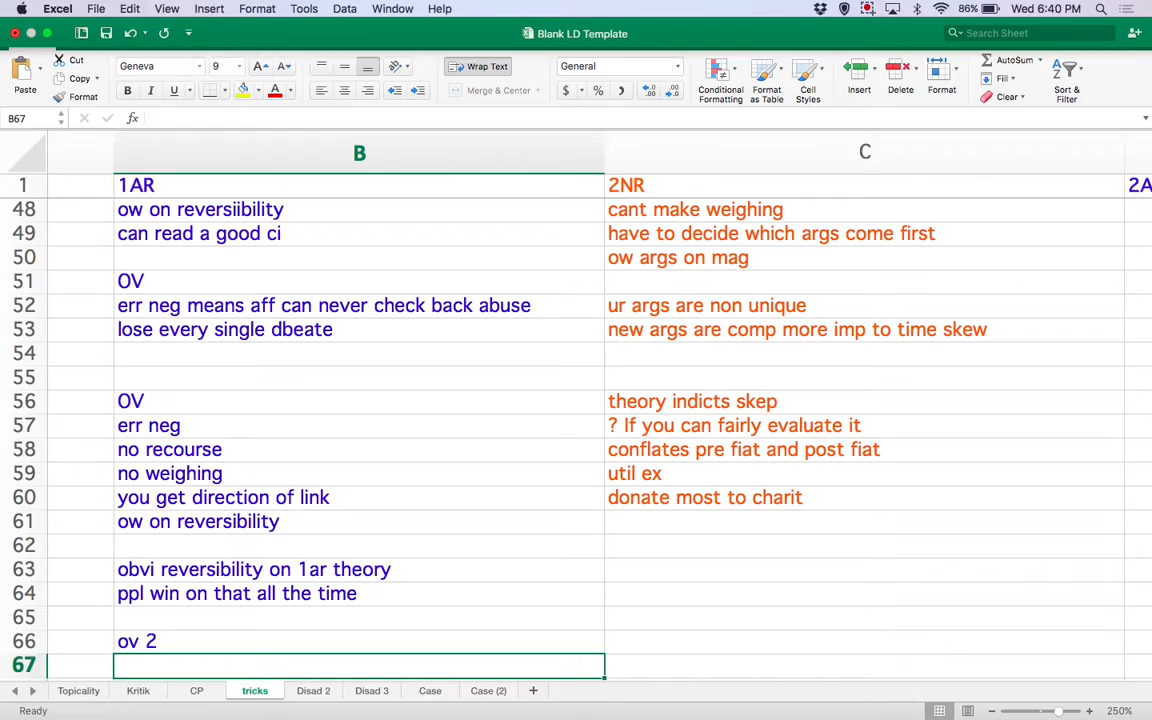 Excel File Edit View Insert Format Tools Data Window Help 86% Wed 6:40 PM
Blank LD Template
Search Sheet
Paste Cut Copy Format
Geneva 9 A A
B I U A
Wrap Text
Merge & Center
General
$ %
Conditional Formatting
Format as Table
Cell Styles
Insert Delete Format
AutoSum
Fill
Clear
Sort & Filter
B67 fx
B C
1 1AR 2NR 2A
48 ow on reversiibility cant make weighing
49 can read a good ci have to decide which args come first
50 ow args on mag
51 OV
52 err neg means aff can never check back abuse ur args are non unique
53 lose every single dbeate new args are comp more imp to time skew
54
55
56 OV theory indicts skep
57 err neg ? If you can fairly evaluate it
58 no recourse conflates pre fiat and post fiat
59 no weighing util ex
60 you get direction of link donate most to charit
61 ow on reversibility
62
63 obvi reversibility on 1ar theory
64 ppl win on that all the time
65
66 ov 2
67
Topicality Kritik CP tricks Disad 2 Disad 3 Case Case (2) +
Ready 250%